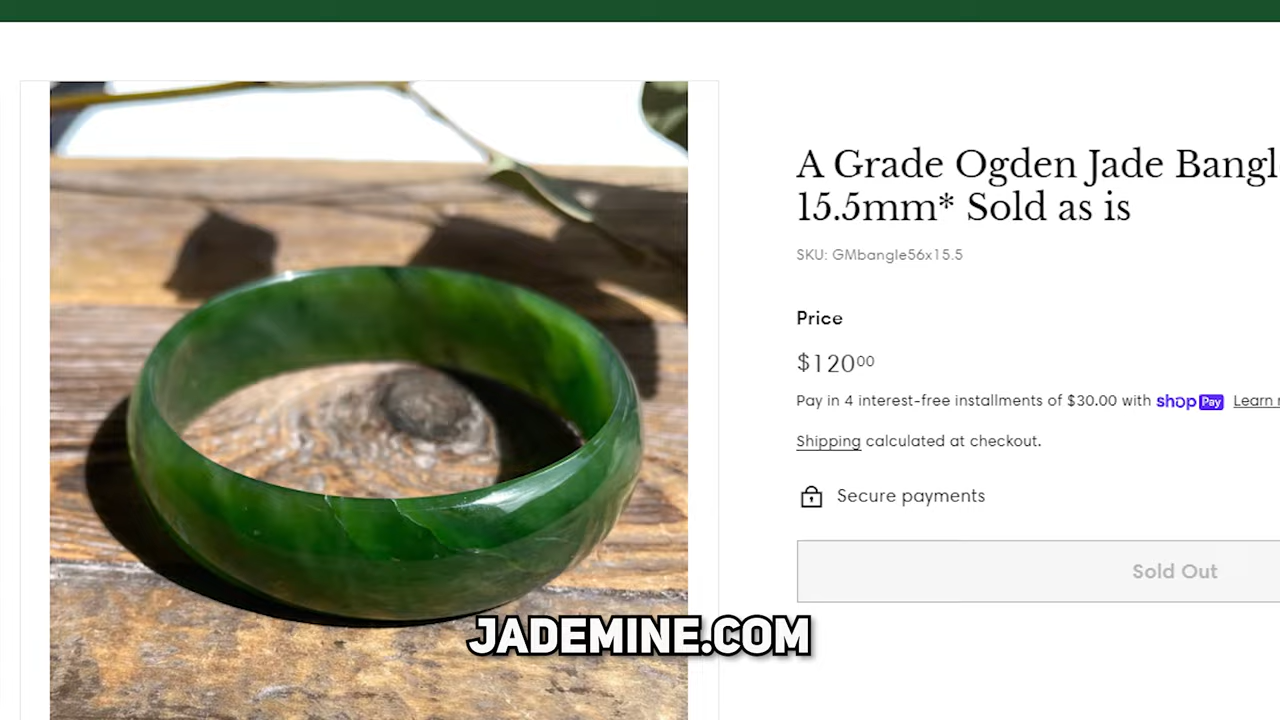 A Grade Ogden Jade Bangl
15.5mm* Sold as is
SKU: GMbangle56x15.5
Price
$12000
Pay in 4 interest-free installments of $30.00 with shop Pay Learn
Shipping calculated at checkout.
Secure payments
Sold Out
JADEMINE.COM